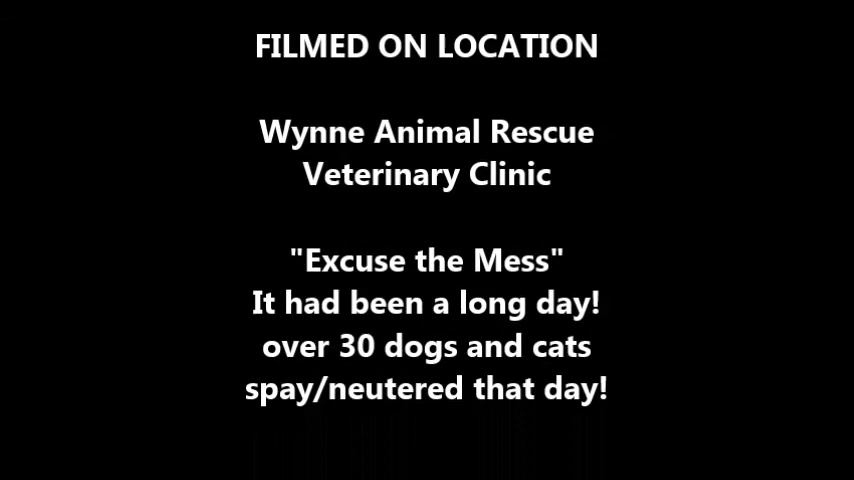 FILMED ON LOCATION
Wynne Animal Rescue
Veterinary Clinic
"Excuse the Mess"
It had been a long day!
over 30 dogs and cats
spay/neutered that day!